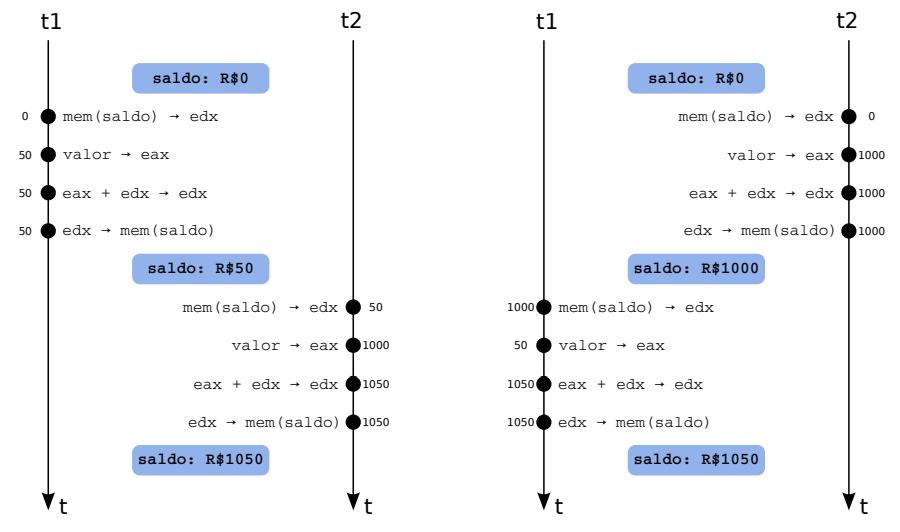 t1
t2
saldo: R$0
0 mem(saldo) → edx
50 valor → eax
50 eax + edx → edx
50 edx → mem(saldo)
saldo: R$50
mem(saldo) → edx 50
valor → eax 1000
eax + edx → edx 1050
edx → mem(saldo) 1050
saldo: R$1050
t
t
t1
t2
saldo: R$0
mem(saldo) → edx 0
valor → eax 1000
eax + edx → edx 1000
edx → mem(saldo) 1000
saldo: R$1000
1000 mem(saldo) → edx
50 valor → eax
1050 eax + edx → edx
1050 edx → mem(saldo)
saldo: R$1050
t
t